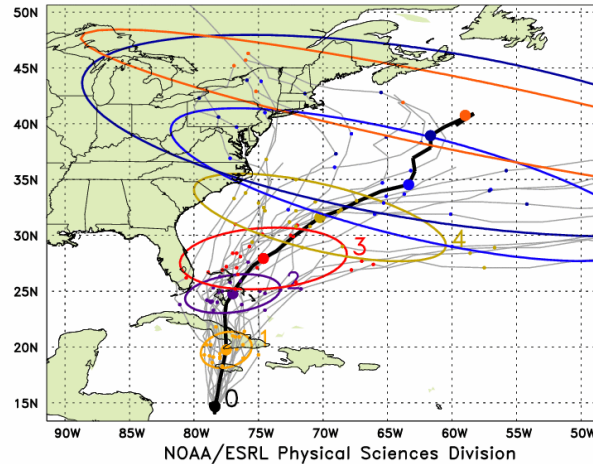 50N
45N
40N
35N
30N
25N
20N
15N
4
3
2
1
0
90W 85W 80W 75W 70W 65W 60W 55W 50W
NOAA/ESRL Physical Sciences Division